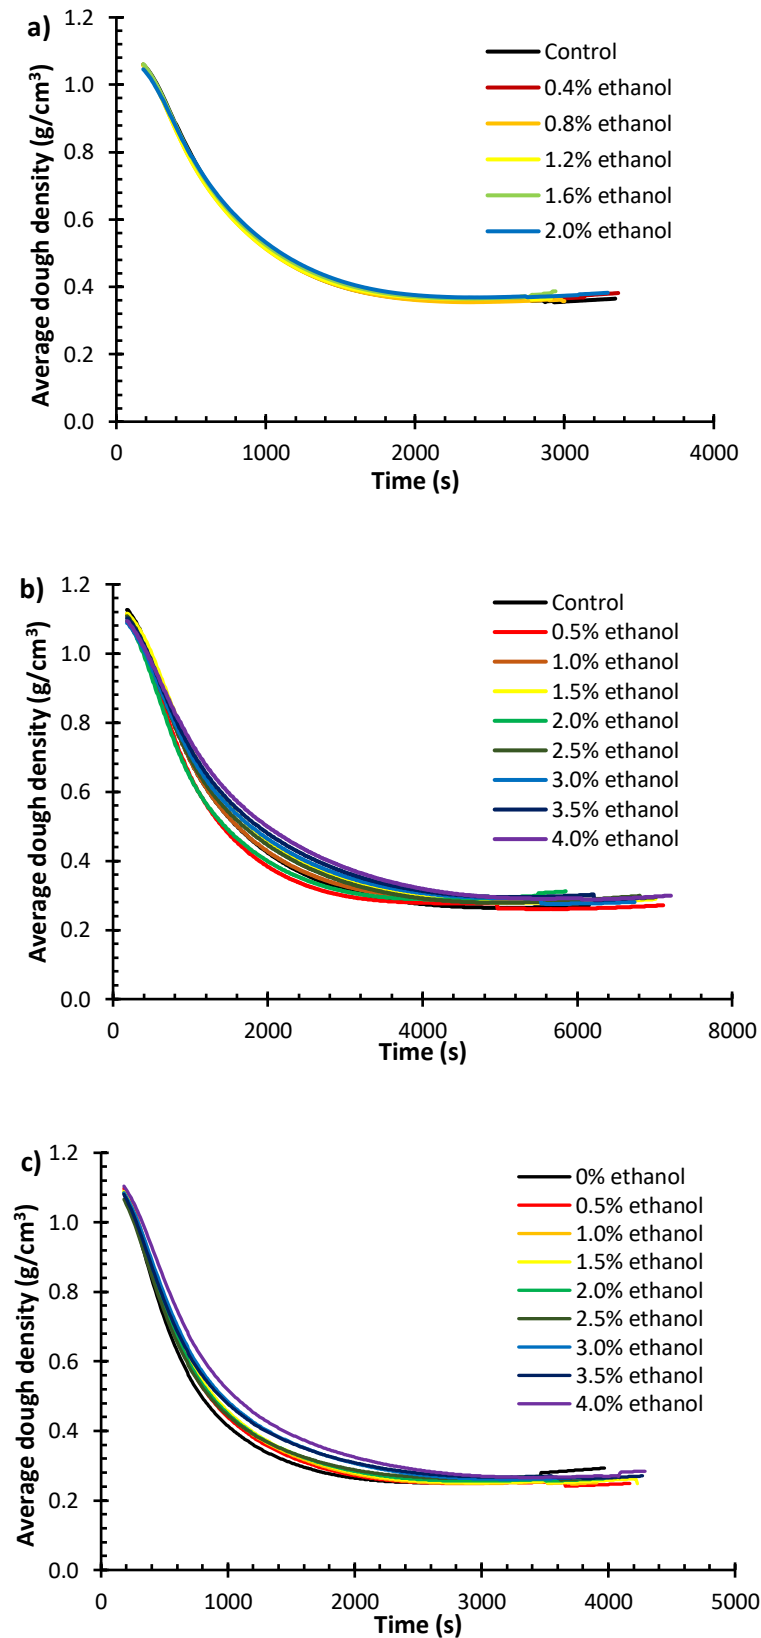 a)
Average dough density (g/cm³)
1.2
1.0
0.8
0.6
0.4
0.2
0.0
Control
0.4% ethanol
0.8% ethanol
1.2% ethanol
1.6% ethanol
2.0% ethanol
0 1000 2000 3000 4000
Time (s)
b)
Average dough density (g/cm³)
1.2
1.0
0.8
0.6
0.4
0.2
0.0
Control
0.5% ethanol
1.0% ethanol
1.5% ethanol
2.0% ethanol
2.5% ethanol
3.0% ethanol
3.5% ethanol
4.0% ethanol
0 2000 4000 6000 8000
Time (s)
c)
Average dough density (g/cm³)
1.2
1.0
0.8
0.6
0.4
0.2
0.0
0% ethanol
0.5% ethanol
1.0% ethanol
1.5% ethanol
2.0% ethanol
2.5% ethanol
3.0% ethanol
3.5% ethanol
4.0% ethanol
0 1000 2000 3000 4000 5000
Time (s)